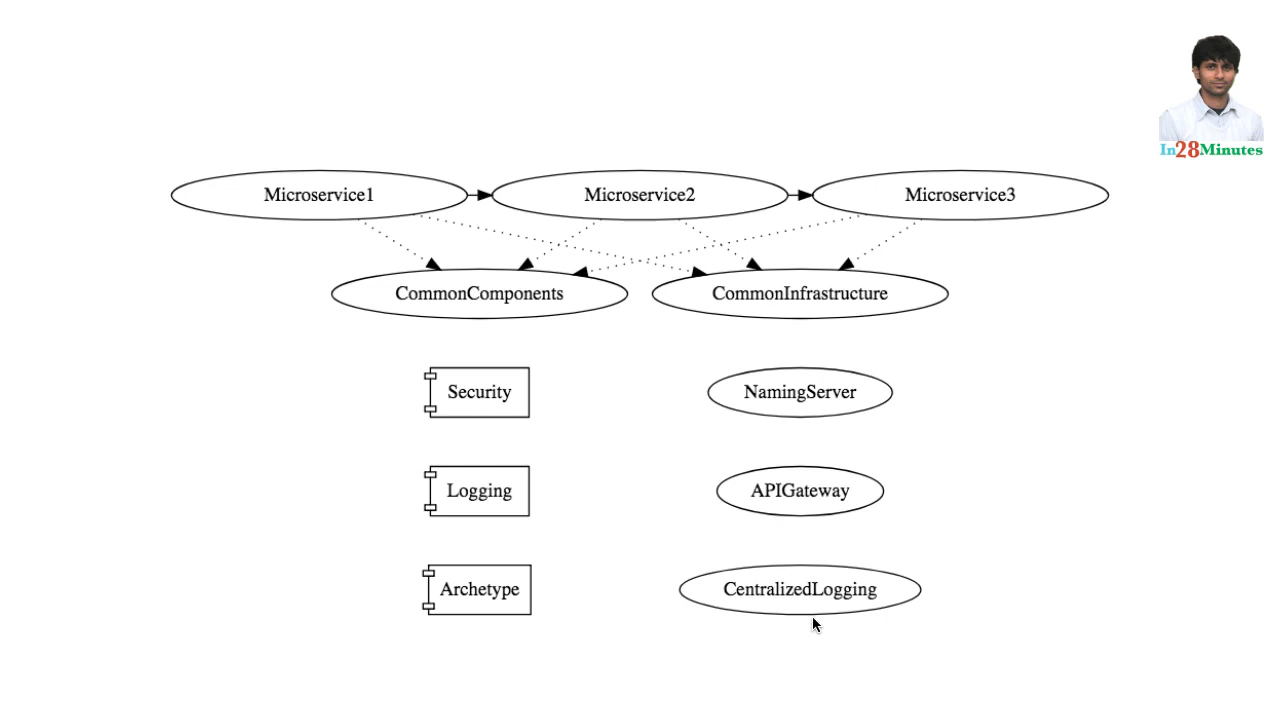 In28Minutes
Microservice1
Microservice2
Microservice3
CommonComponents
CommonInfrastructure
Security
NamingServer
Logging
APIGateway
Archetype
CentralizedLogging